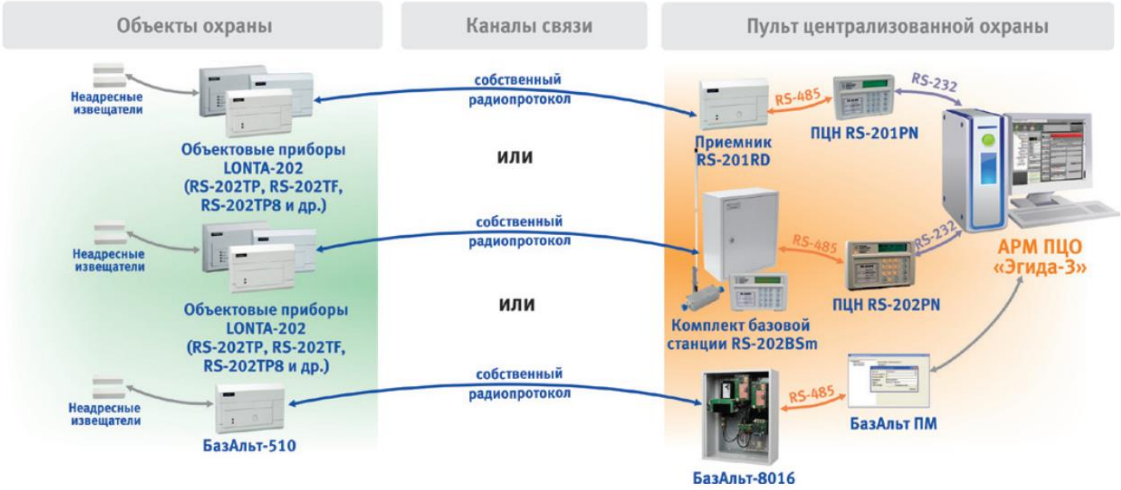 Объекты охраны
Каналы связи
Пульт централизованной охраны
Неадресные
извещатели
Объектовые приборы
LONTA-202
(RS-202TP, RS-202TF,
RS-202TP8 и др.)
собственный
радиопротокол
ИЛИ
Приемник
RS-201RD
RS-485
ПЦН RS-201PN
RS-232
Неадресные
извещатели
Объектовые приборы
LONTA-202
(RS-202TP, RS-202TF,
RS-202TP8 и др.)
собственный
радиопротокол
ИЛИ
Комплект базовой
станции RS-202BSm
RS-485
ПЦН RS-202PN
RS-232
АРМ ПЦО
«Эгида-3»
Неадресные
извещатели
БазАльт-510
собственный
радиопротокол
RS-485
БазАльт ПМ
БазАльт-8016